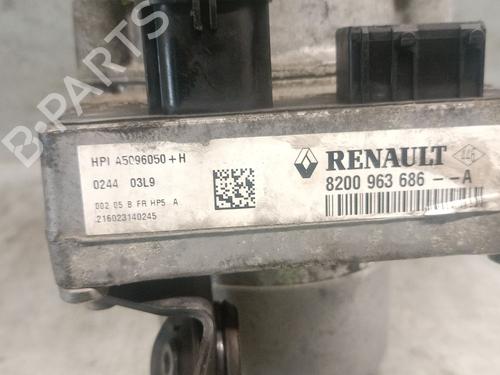 B-PARTS
HPI A5096050+H
0244 03L9
002 05 B FR HP5 A
216023140245
RENAULT
8200 963 686--A